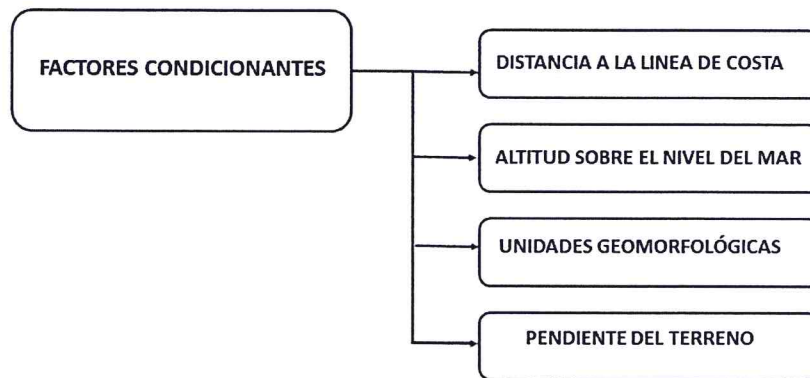 FACTORES CONDICIONANTES
DISTANCIA A LA LINEA DE COSTA
ALTITUD SOBRE EL NIVEL DEL MAR
UNIDADES GEOMORFOLÓGICAS
PENDIENTE DEL TERRENO